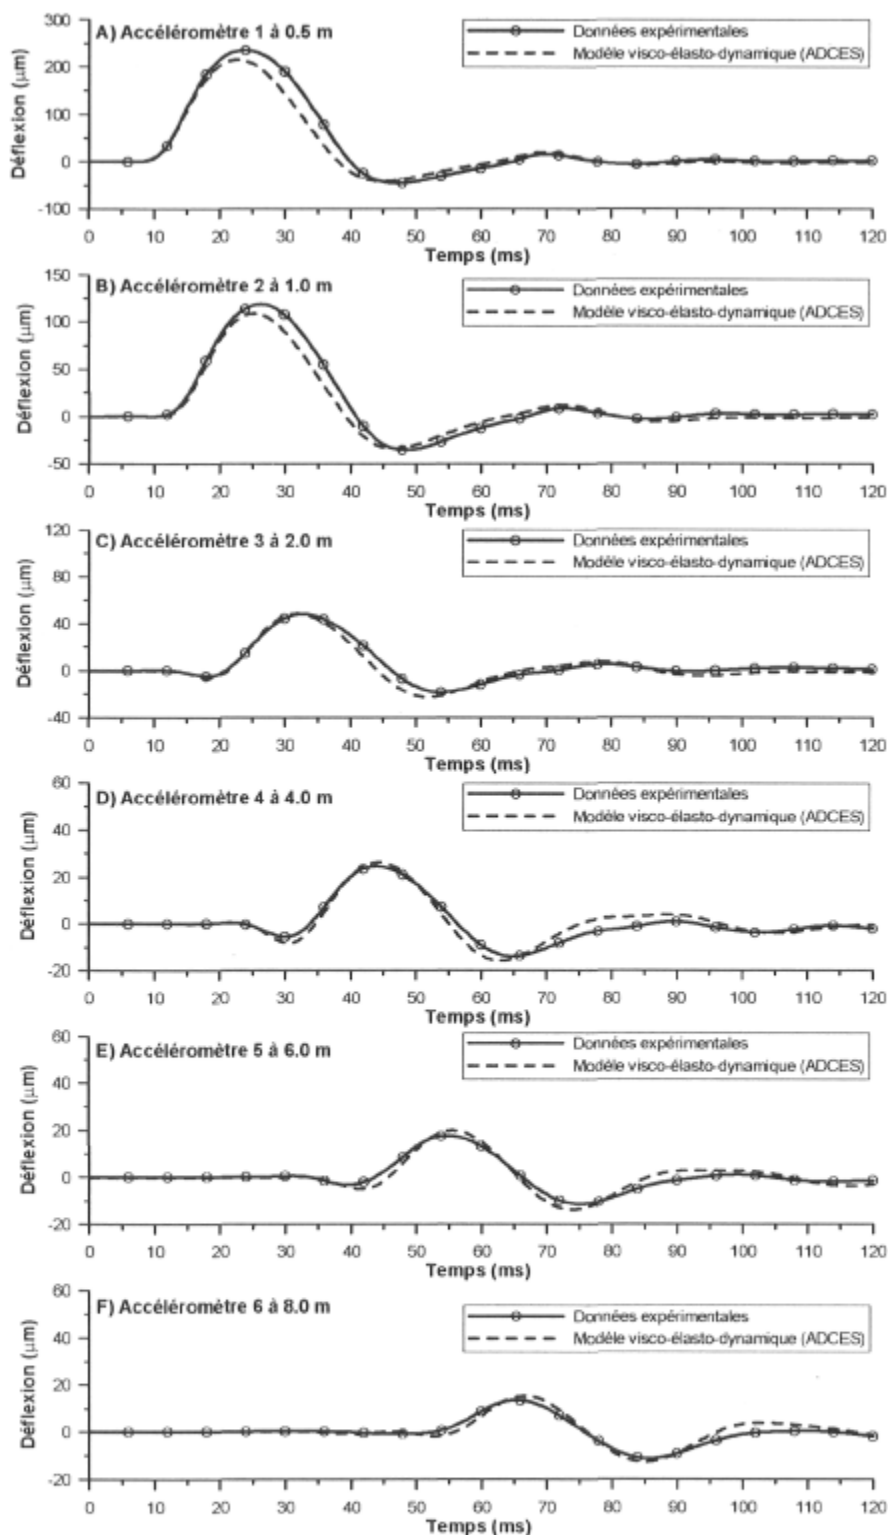 A) Accéléromètre 1 à 0.5 m
Données expérimentales
Modèle visco-élasto-dynamique (ADCES)
Déflexion (μm)
300
200
100
0
-100
0 10 20 30 40 50 60 70 80 90 100 110 120
Temps (ms)
B) Accéléromètre 2 à 1.0 m
Données expérimentales
Modèle visco-élasto-dynamique (ADCES)
Déflexion (μm)
150
100
50
0
-50
0 10 20 30 40 50 60 70 80 90 100 110 120
Temps (ms)
C) Accéléromètre 3 à 2.0 m
Données expérimentales
Modèle visco-élasto-dynamique (ADCES)
Déflexion (μm)
120
80
40
0
-40
0 10 20 30 40 50 60 70 80 90 100 110 120
Temps (ms)
D) Accéléromètre 4 à 4.0 m
Données expérimentales
Modèle visco-élasto-dynamique (ADCES)
Déflexion (μm)
60
40
20
0
-20
0 10 20 30 40 50 60 70 80 90 100 110 120
Temps (ms)
E) Accéléromètre 5 à 6.0 m
Données expérimentales
Modèle visco-élasto-dynamique (ADCES)
Déflexion (μm)
60
40
20
0
-20
0 10 20 30 40 50 60 70 80 90 100 110 120
Temps (ms)
F) Accéléromètre 6 à 8.0 m
Données expérimentales
Modèle visco-élasto-dynamique (ADCES)
Déflexion (μm)
60
40
20
0
-20
0 10 20 30 40 50 60 70 80 90 100 110 120
Temps (ms)